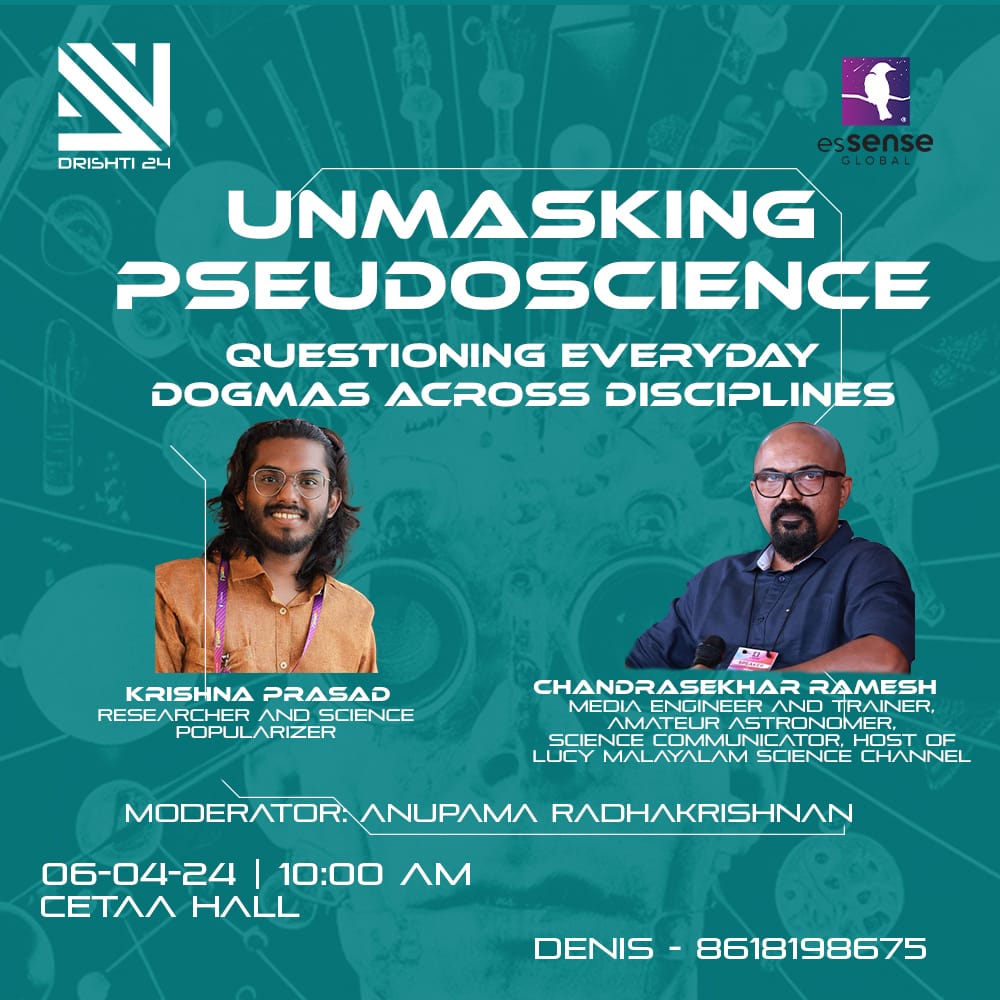 DRISHTI 24
esSENSE
GLOBAL
UNMASKING
PSEUDOSCIENCE
QUESTIONING EVERYDAY
DOGMAS ACROSS DISCIPLINES
SPEAKER
KRISHNA PRASAD
RESEARCHER AND SCIENCE
POPULARIZER
CHANDRASEKHAR RAMESH
MEDIA ENGINEER AND TRAINER,
AMATEUR ASTRONOMER,
SCIENCE COMMUNICATOR, HOST OF
LUCY MALAYALAM SCIENCE CHANNEL
MODERATOR: ANUPAMA RADHAKRISHNAN
06-04-24 | 10:00 AM
CETAA HALL
DENIS - 8618198675